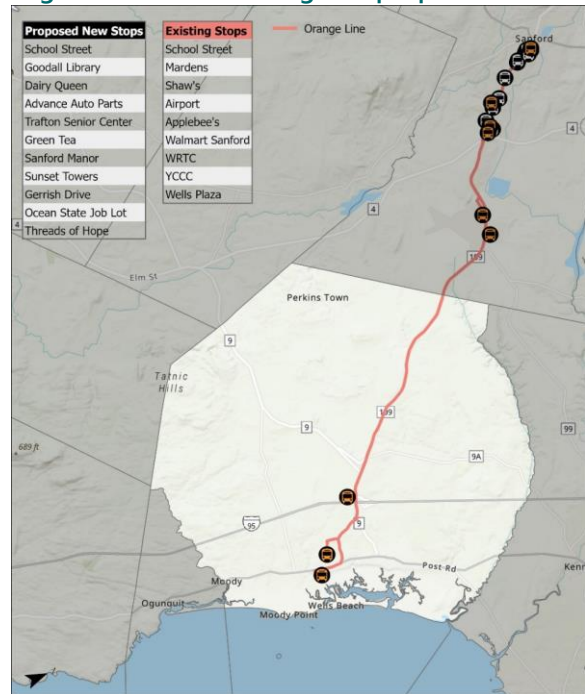 Proposed New Stops
School Street
Goodall Library
Dairy Queen
Advance Auto Parts
Trafton Senior Center
Green Tea
Sanford Manor
Sunset Towers
Gerrish Drive
Ocean State Job Lot
Threads of Hope
Existing Stops
School Street
Mardens
Shaw's
Airport
Applebee's
Walmart Sanford
WRTC
YCCC
Wells Plaza
Orange Line
Sanford
4
4
4
109
Elm St
Perkins Town
9
Tatnic
Hills
109
99
9
9A
689 ft
95
9
Post Rd
Moody
Ogunquit
Wells Beach
Moody Point